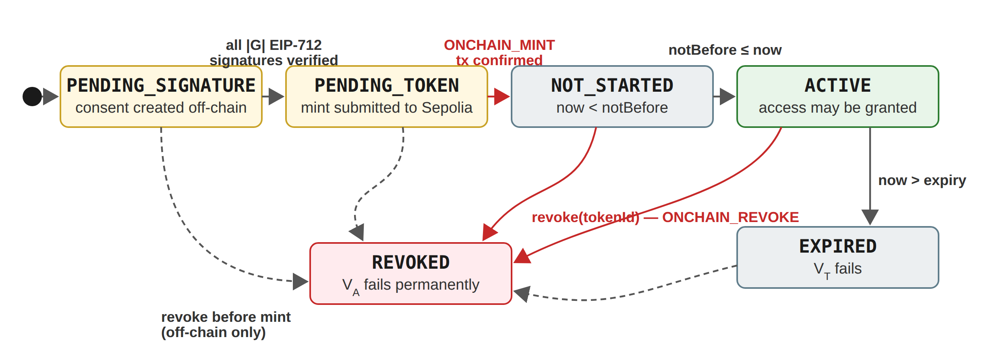 all |G| EIP-712
signatures verified
ONCHAIN_MINT
tx confirmed
notBefore ≤ now
PENDING_SIGNATURE
consent created off-chain
PENDING_TOKEN
mint submitted to Sepolia
NOT_STARTED
now < notBefore
ACTIVE
access may be granted
now > expiry
revoke(tokenId) — ONCHAIN_REVOKE
REVOKED
V_A fails permanently
EXPIRED
V_T fails
revoke before mint
(off-chain only)